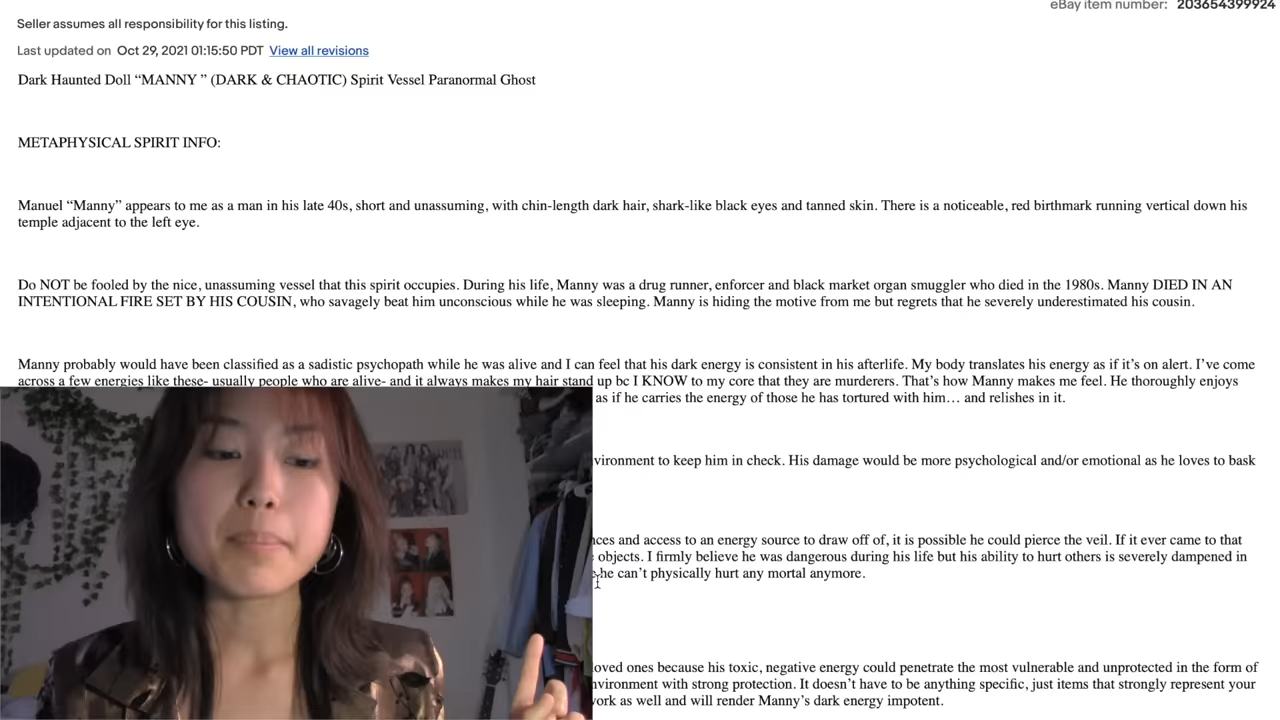 eBay item number: 203654399924
Seller assumes all responsibility for this listing.
Last updated on Oct 29, 2021 01:15:50 PDT View all revisions
Dark Haunted Doll “MANNY ” (DARK & CHAOTIC) Spirit Vessel Paranormal Ghost
METAPHYSICAL SPIRIT INFO:
Manuel “Manny” appears to me as a man in his late 40s, short and unassuming, with chin-length dark hair, shark-like black eyes and tanned skin. There is a noticeable, red birthmark running vertical down his
temple adjacent to the left eye.
Do NOT be fooled by the nice, unassuming vessel that this spirit occupies. During his life, Manny was a drug runner, enforcer and black market organ smuggler who died in the 1980s. Manny DIED IN AN
INTENTIONAL FIRE SET BY HIS COUSIN, who savagely beat him unconscious while he was sleeping. Manny is hiding the motive from me but regrets that he severely underestimated his cousin.
Manny probably would have been classified as a sadistic psychopath while he was alive and I can feel that his dark energy is consistent in his afterlife. My body translates his energy as if it’s on alert. I’ve come
across a few energies like these- usually people who are alive- and it always makes my hair stand up bc I KNOW to my core that they are murderers. That’s how Manny makes me feel. He thoroughly enjoys
as if he carries the energy of those he has tortured with him… and relishes in it.
to keep him in check. His damage would be more psychological and/or emotional as he loves to bask
and access to an energy source to draw off of, it is possible he could pierce the veil. If it ever came to that
objects. I firmly believe he was dangerous during his life but his ability to hurt others is severely dampened in
he can’t physically hurt any mortal anymore.
ones because his toxic, negative energy could penetrate the most vulnerable and unprotected in the form of
with strong protection. It doesn’t have to be anything specific, just items that strongly represent your
as well and will render Manny’s dark energy impotent.